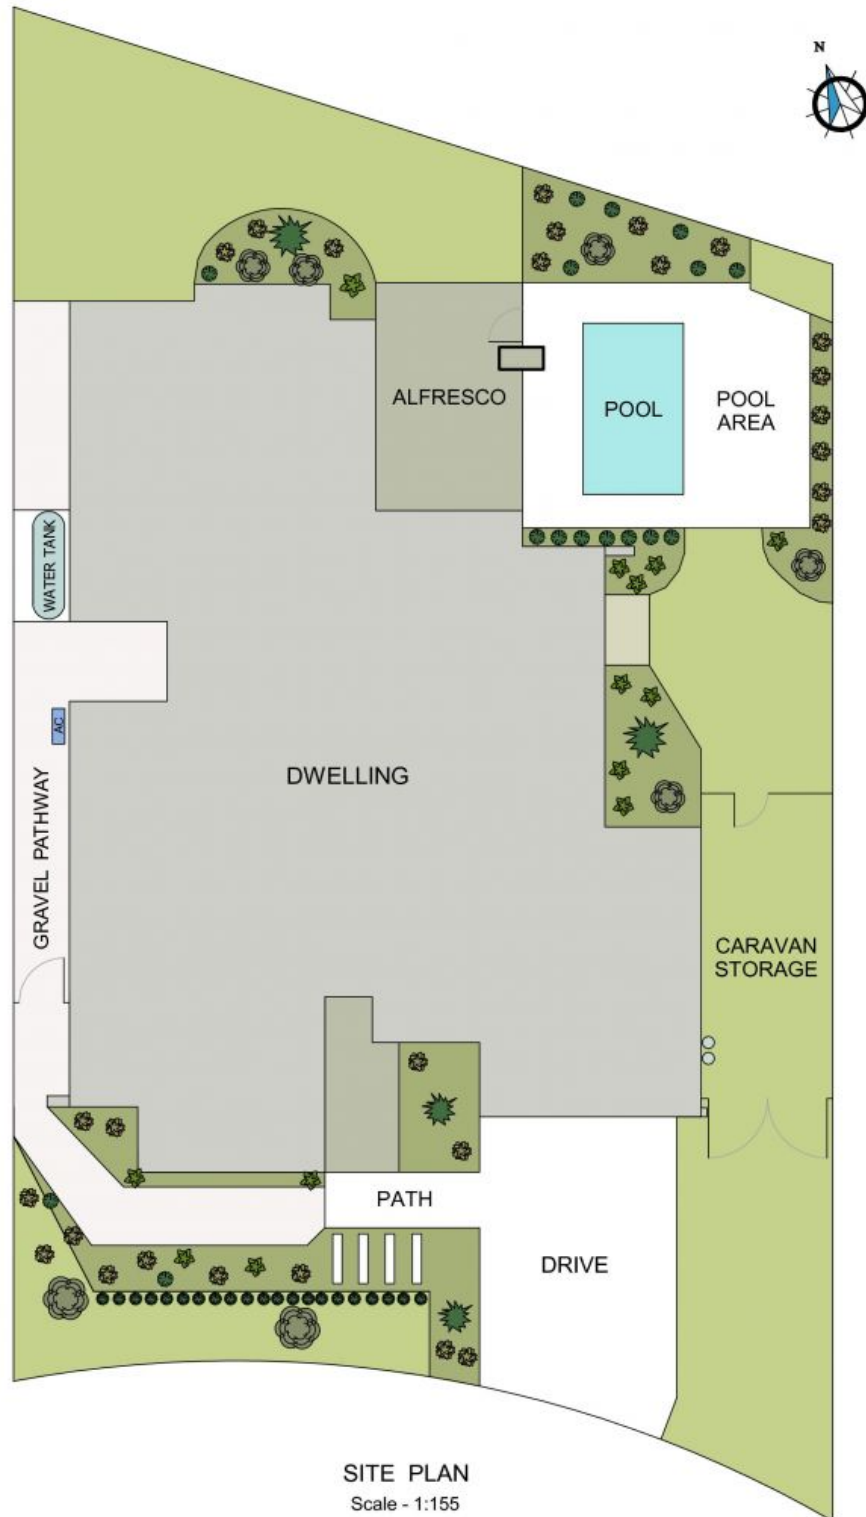 N
ALFRESCO
POOL
POOL
AREA
WATER TANK
AC
DWELLING
GRAVEL PATHWAY
CARAVAN
STORAGE
PATH
DRIVE
SITE PLAN
Scale - 1:155